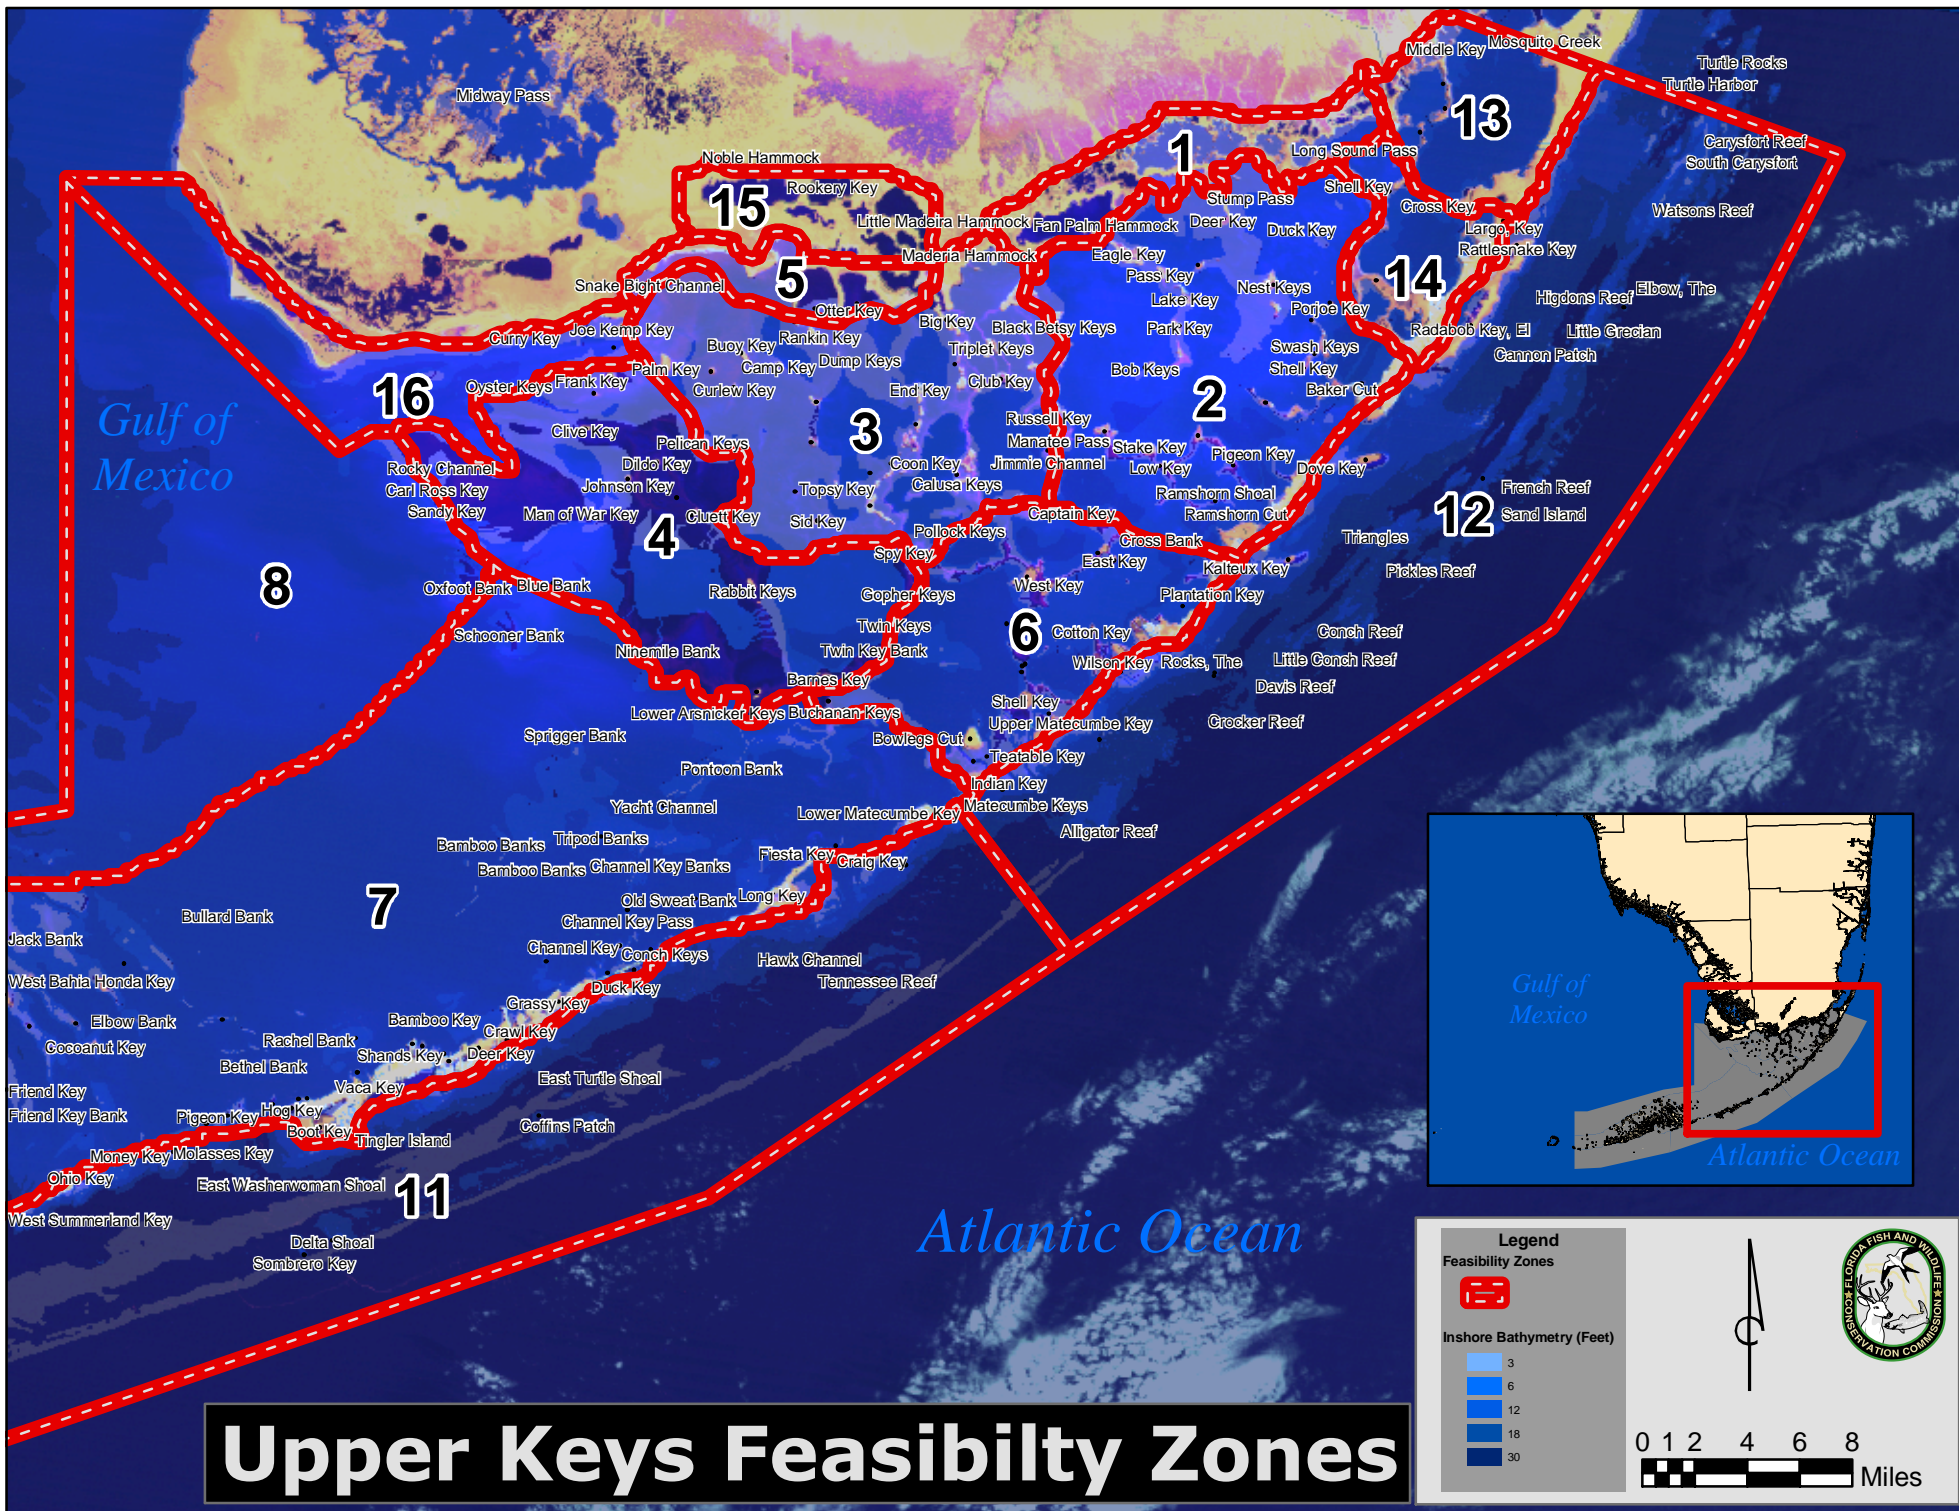 Mosquito Creek
Middle Key
Turtle Rocks
Turtle Harbor
Midway Pass
13
Carysfort Reef
1
Long Sound Pass
Noble Hammock
South Carysfort
Rookery Key
Shell Key
15
Stump Pass
Cross Key
Watsons Reef
Little Madeira Hammock
Fan Palm Hammock
Deer Key
Duck Key
Largo, Key
Rattlesnake Key
Maderia Hammock
Eagle Key
Pass Key
5
14
Snake Bight Channel
Nest Keys
Elbow, The
Higdons Reef
Lake Key
Otter Key
Porjoe Key
Big Key
Black Betsy Keys
Park Key
Radabob Key, El
Little Grecian
Joe Kemp Key
Curry Key
Rankin Key
Buoy Key
Triplet Keys
Swash Keys
Cannon Patch
Dump Keys
Camp Key
Palm Key
Bob Keys
Shell Key
Frank Key
Oyster Keys
Club Key
Curlew Key
End Key
Baker Cut
16
2
Gulf of
Mexico
Russell Key
3
Clive Key
Pelican Keys
Manatee Pass
Stake Key
Pigeon Key
Jimmie Channel
Low Key
Dove Key
Rocky Channel
Dildo Key
Coon Key
Calusa Keys
Carl Ross Key
Johnson Key
Topsy Key
Ramshorn Shoal
French Reef
Sandy Key
Man of War Key
Cluett Key
Sid Key
Captain Key
Ramshorn Cut
12
Sand Island
Pollock Keys
4
Cross Bank
Triangles
Spy Key
East Key
Kalteux Key
Pickles Reef
8
Oxfoot Bank
Blue Bank
Rabbit Keys
Gopher Keys
West Key
Plantation Key
Schooner Bank
Twin Keys
6
Cotton Key
Conch Reef
Ninemile Bank
Twin Key Bank
Wilson Key
Rocks, The
Little Conch Reef
Barnes Key
Davis Reef
Shell Key
Lower Arsnicker Keys
Buchanan Keys
Upper Matecumbe Key
Crocker Reef
Sprigger Bank
Bowlegs Cut
Teatable Key
Pontoon Bank
Indian Key
Yacht Channel
Lower Matecumbe Key
Matecumbe Keys
Alligator Reef
Bamboo Banks
Tripod Banks
Fiesta Key
Craig Key
Bamboo Banks
Channel Key Banks
Old Sweat Bank
Long Key
7
Bullard Bank
Channel Key Pass
Jack Bank
Channel Key
Conch Keys
Hawk Channel
West Bahia Honda Key
Duck Key
Tennessee Reef
Grassy Key
Elbow Bank
Bamboo Key
Crawl Key
Rachel Bank
Cocoanut Key
Shands Key
Deer Key
Bethel Bank
East Turtle Shoal
Friend Key
Vaca Key
Friend Key Bank
Pigeon Key
Hog Key
Coffins Patch
Boot Key
Tingler Island
Money Key
Molasses Key
Ohio Key
East Washerwoman Shoal
11
West Summerland Key
Delta Shoal
Sombrero Key
Atlantic Ocean
Gulf of
Mexico
Atlantic Ocean
Legend
Feasibility Zones
Inshore Bathymetry (Feet)
3
6
12
18
30
FLORIDA FISH AND WILDLIFE
CONSERVATION COMMISSION
0 1 2 4 6 8
Miles
Upper Keys Feasibilty Zones